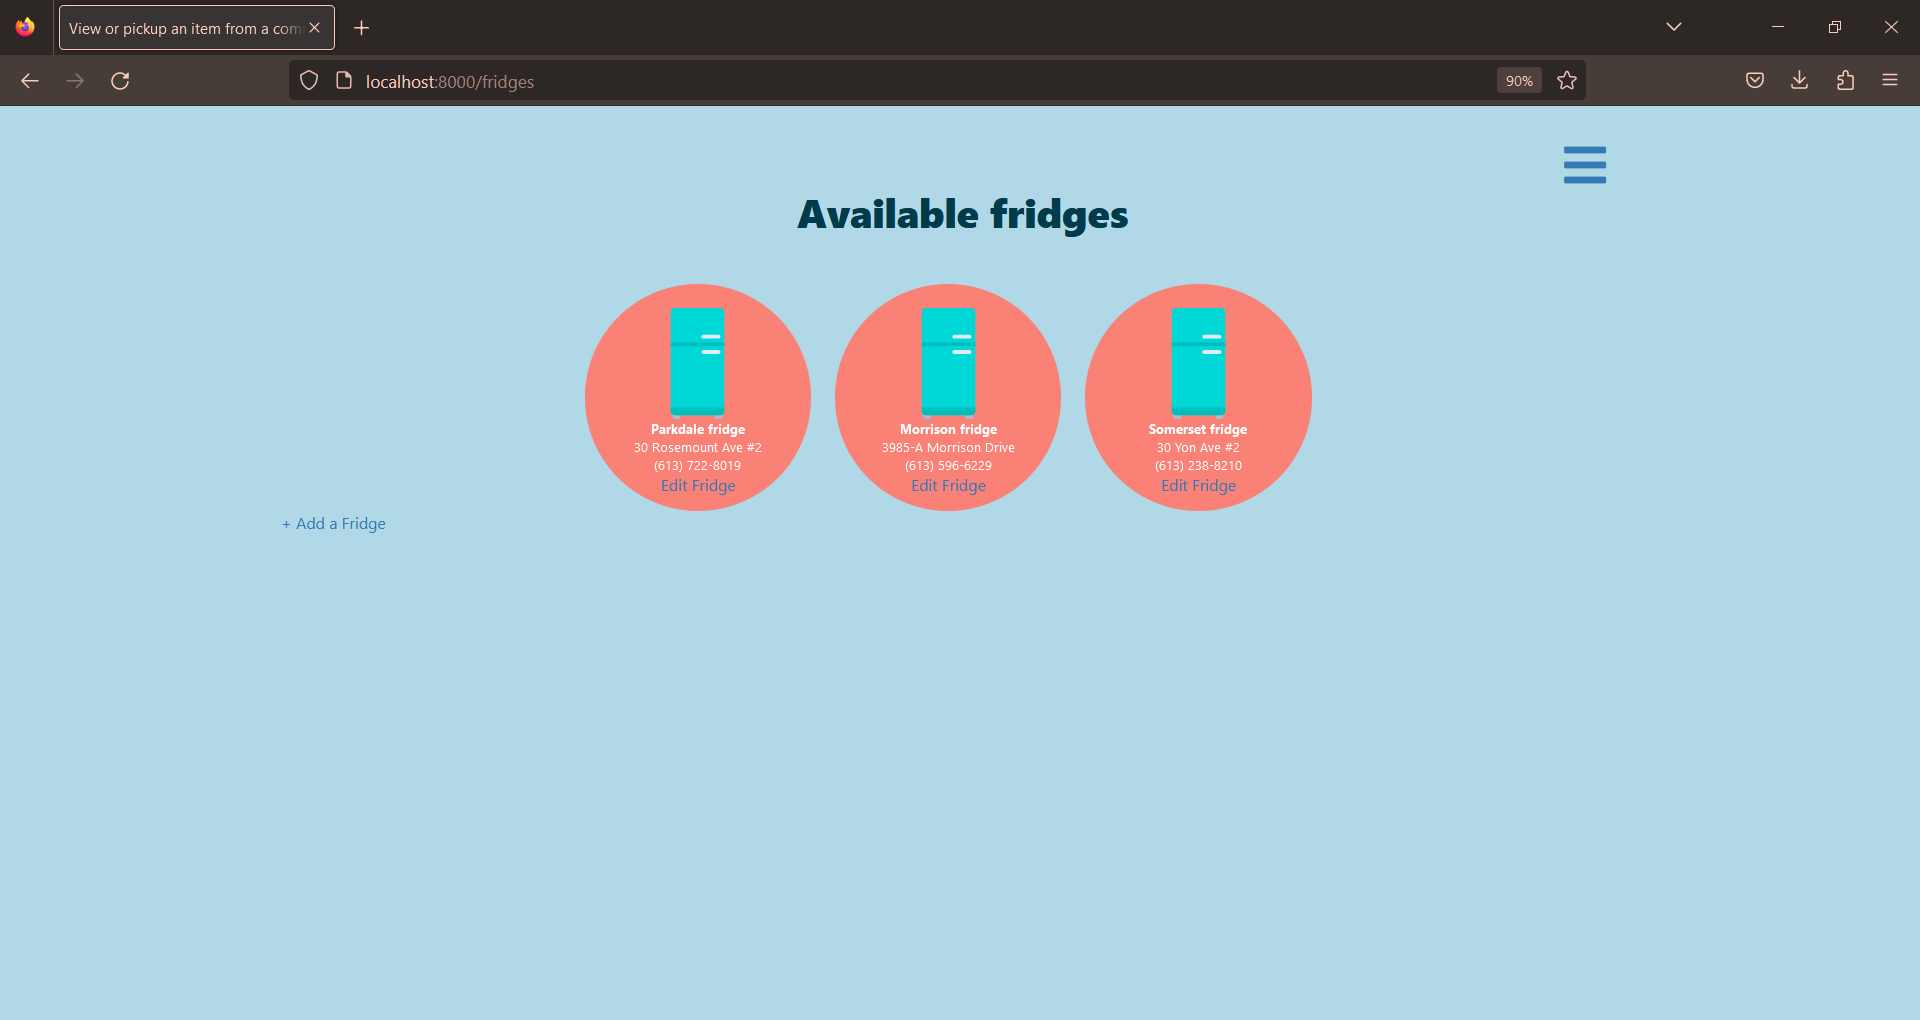 View or pickup an item from a com
localhost:8000/fridges
90%
Available fridges
Parkdale fridge
30 Rosemount Ave #2
(613) 722-8019
Edit Fridge
Morrison fridge
3985-A Morrison Drive
(613) 596-6229
Edit Fridge
Somerset fridge
30 Yon Ave #2
(613) 238-8210
Edit Fridge
+ Add a Fridge